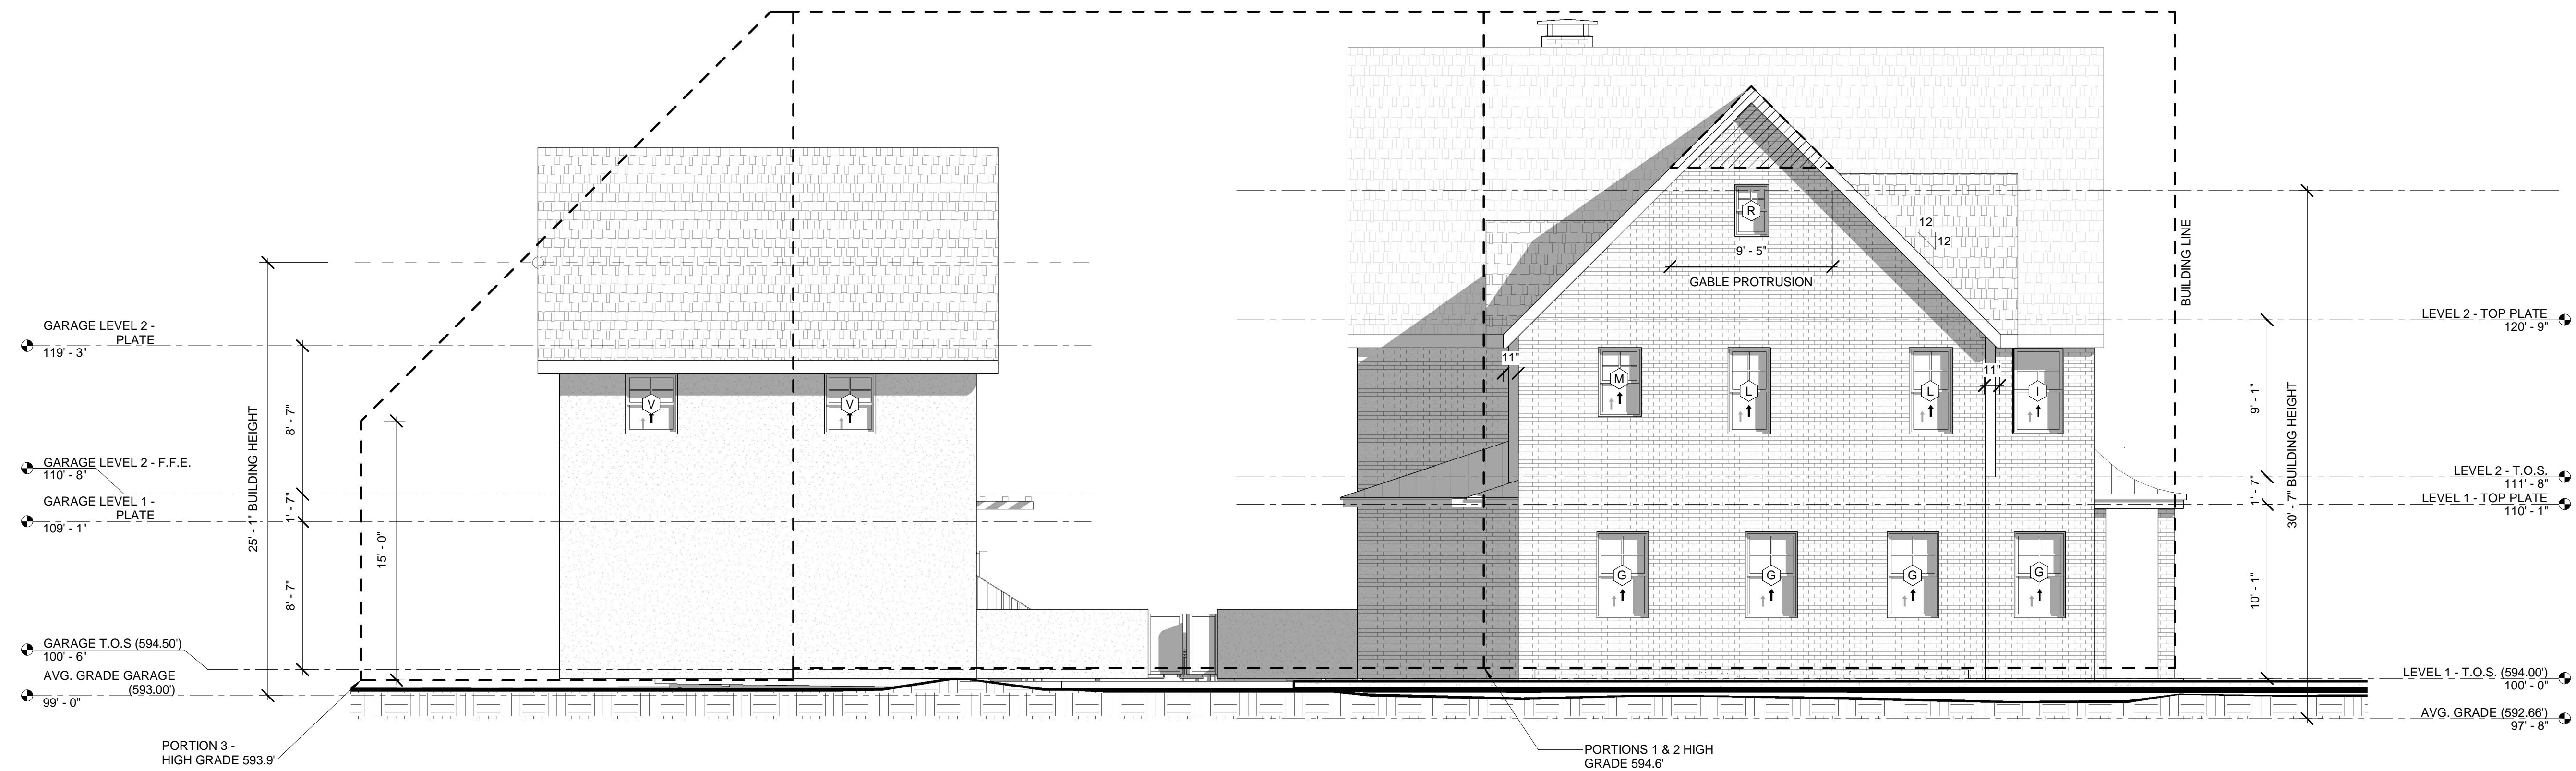 GARAGE LEVEL 2 -
PLATE
119' - 3"
GARAGE LEVEL 2 - F.F.E.
110' - 8"
GARAGE LEVEL 1 -
PLATE
109' - 1"
GARAGE T.O.S (594.50')
100' - 6"
AVG. GRADE GARAGE
(593.00')
99' - 0"
25' - 1" BUILDING HEIGHT
8' - 7"
1' - 7"
8' - 7"
15' - 0"
PORTION 3 -
HIGH GRADE 593.9'
V
V
R
9' - 5"
GABLE PROTRUSION
12
12
11"
11"
M
L
L
I
G
G
G
G
PORTIONS 1 & 2 HIGH
GRADE 594.6'
BUILDING LINE
9' - 1"
1' - 7"
10' - 1"
30' - 7" BUILDING HEIGHT
LEVEL 2 - TOP PLATE
120' - 9"
LEVEL 2 - T.O.S.
111' - 8"
LEVEL 1 - TOP PLATE
110' - 1"
LEVEL 1 - T.O.S. (594.00')
100' - 0"
AVG. GRADE (592.66')
97' - 8"